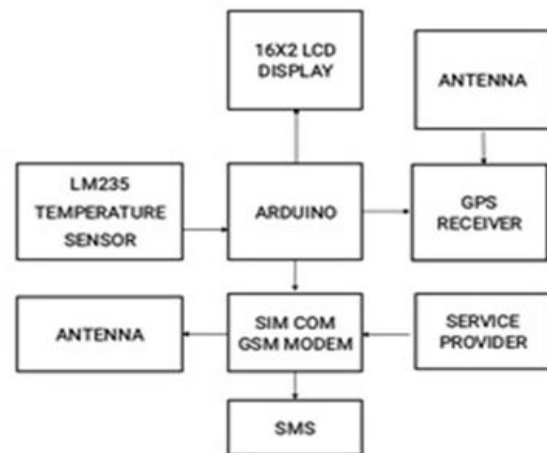 16X2 LCD
DISPLAY
ANTENNA
LM235
TEMPERATURE
SENSOR
ARDUINO
GPS
RECEIVER
ANTENNA
SIM COM
GSM MODEM
SERVICE
PROVIDER
SMS